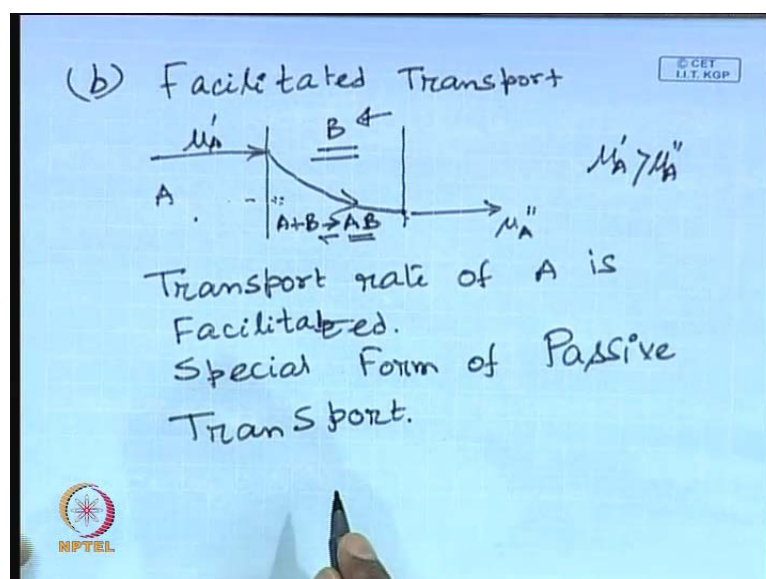 (b) Facilitated Transport
© CET
I.I.T. KGP
μA' B μA' > μA''
A
A+B ⇌ AB μA''
Transport rate of A is
Facilitated.
Special Form of Passive
Transport.
NPTEL